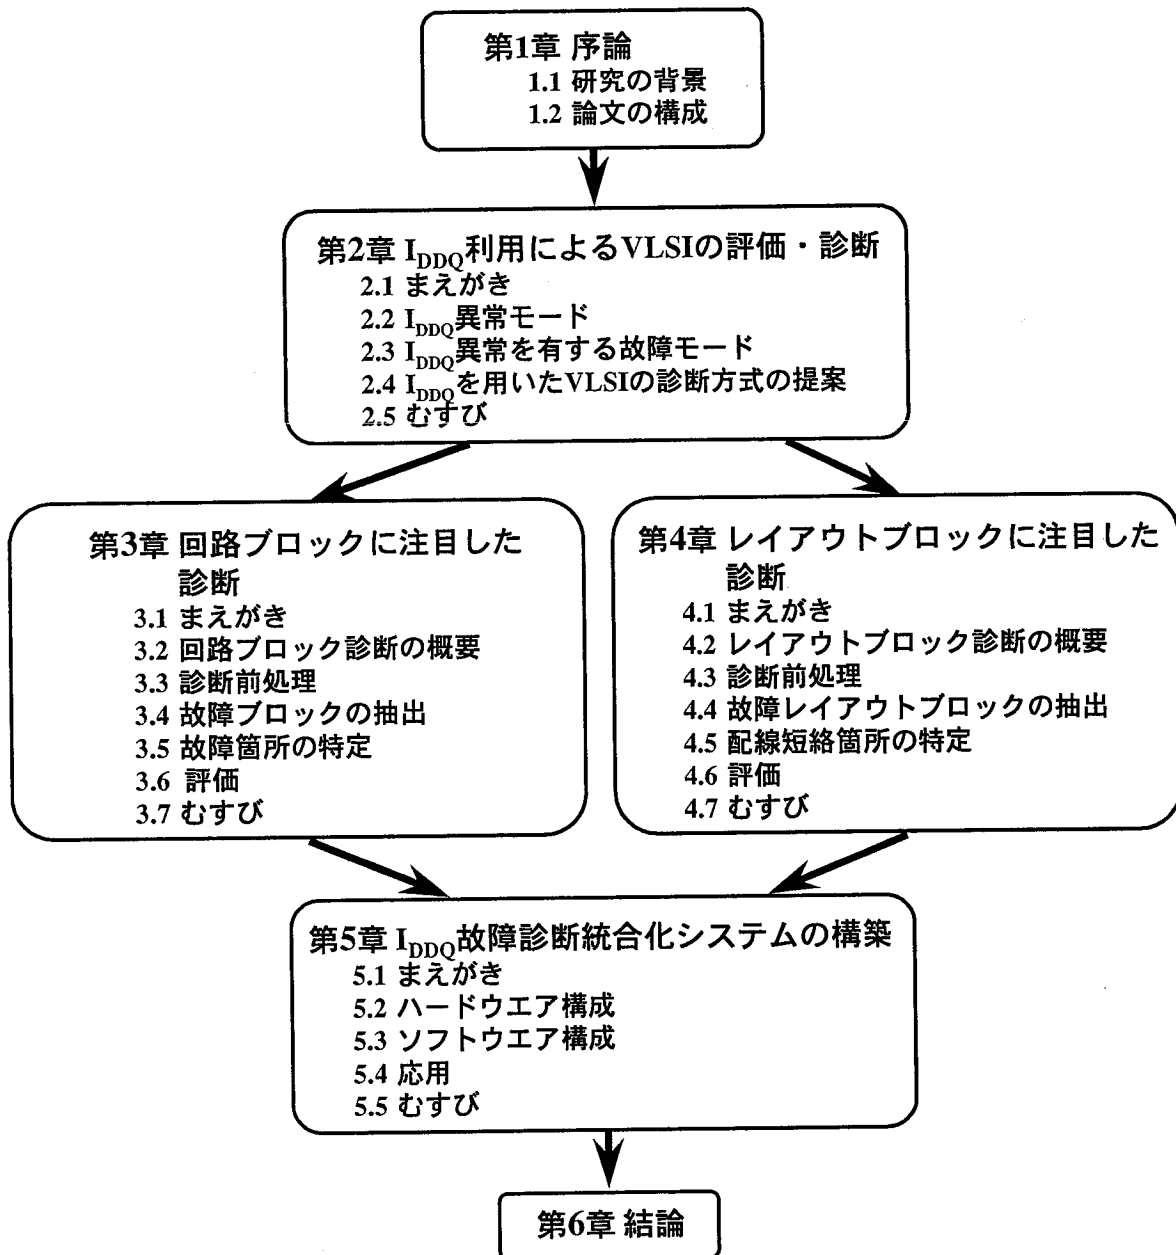 第1章 序論
1.1 研究の背景
1.2 論文の構成
第2章 IDDQ利用によるVLSIの評価・診断
2.1 まえがき
2.2 IDDQ異常モード
2.3 IDDQ異常を有する故障モード
2.4 IDDQを用いたVLSIの診断方式の提案
2.5 むすび
第3章 回路ブロックに注目した
診断
3.1 まえがき
3.2 回路ブロック診断の概要
3.3 診断前処理
3.4 故障ブロックの抽出
3.5 故障箇所の特定
3.6 評価
3.7 むすび
第4章 レイアウトブロックに注目した
診断
4.1 まえがき
4.2 レイアウトブロック診断の概要
4.3 診断前処理
4.4 故障レイアウトブロックの抽出
4.5 配線短絡箇所の特定
4.6 評価
4.7 むすび
第5章 IDDQ故障診断統合化システムの構築
5.1 まえがき
5.2 ハードウエア構成
5.3 ソフトウエア構成
5.4 応用
5.5 むすび
第6章 結論